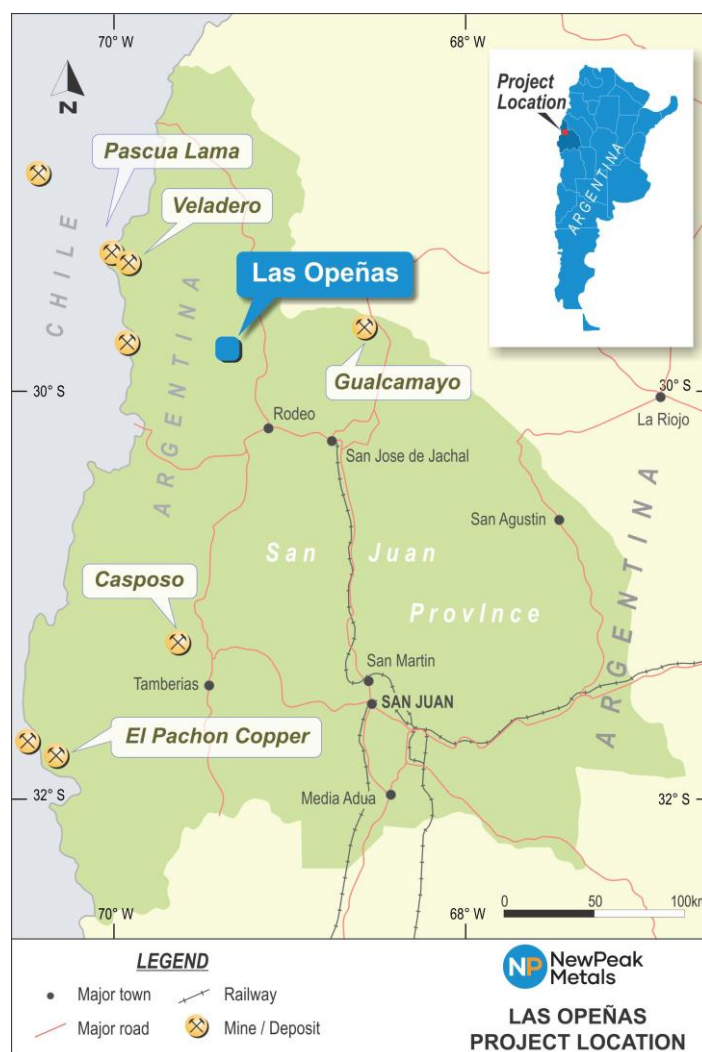 70° W
68° W
N
Project
Location
ARGENTINA
Pascua Lama
Veladero
CHILE
ARGENTINA
Las Opeñas
Gualcamayo
30° S
30° S
La Riojo
Rodeo
San Jose de Jachal
San Agustin
San Juan
Province
ARGENTINA
Casposo
San Martin
Tamberias
SAN JUAN
El Pachon Copper
Media Adua
32° S
32° S
70° W
68° W
0 50 100km
LEGEND
Major town
Railway
Major road
Mine / Deposit
NP NewPeak
Metals
LAS OPEÑAS
PROJECT LOCATION